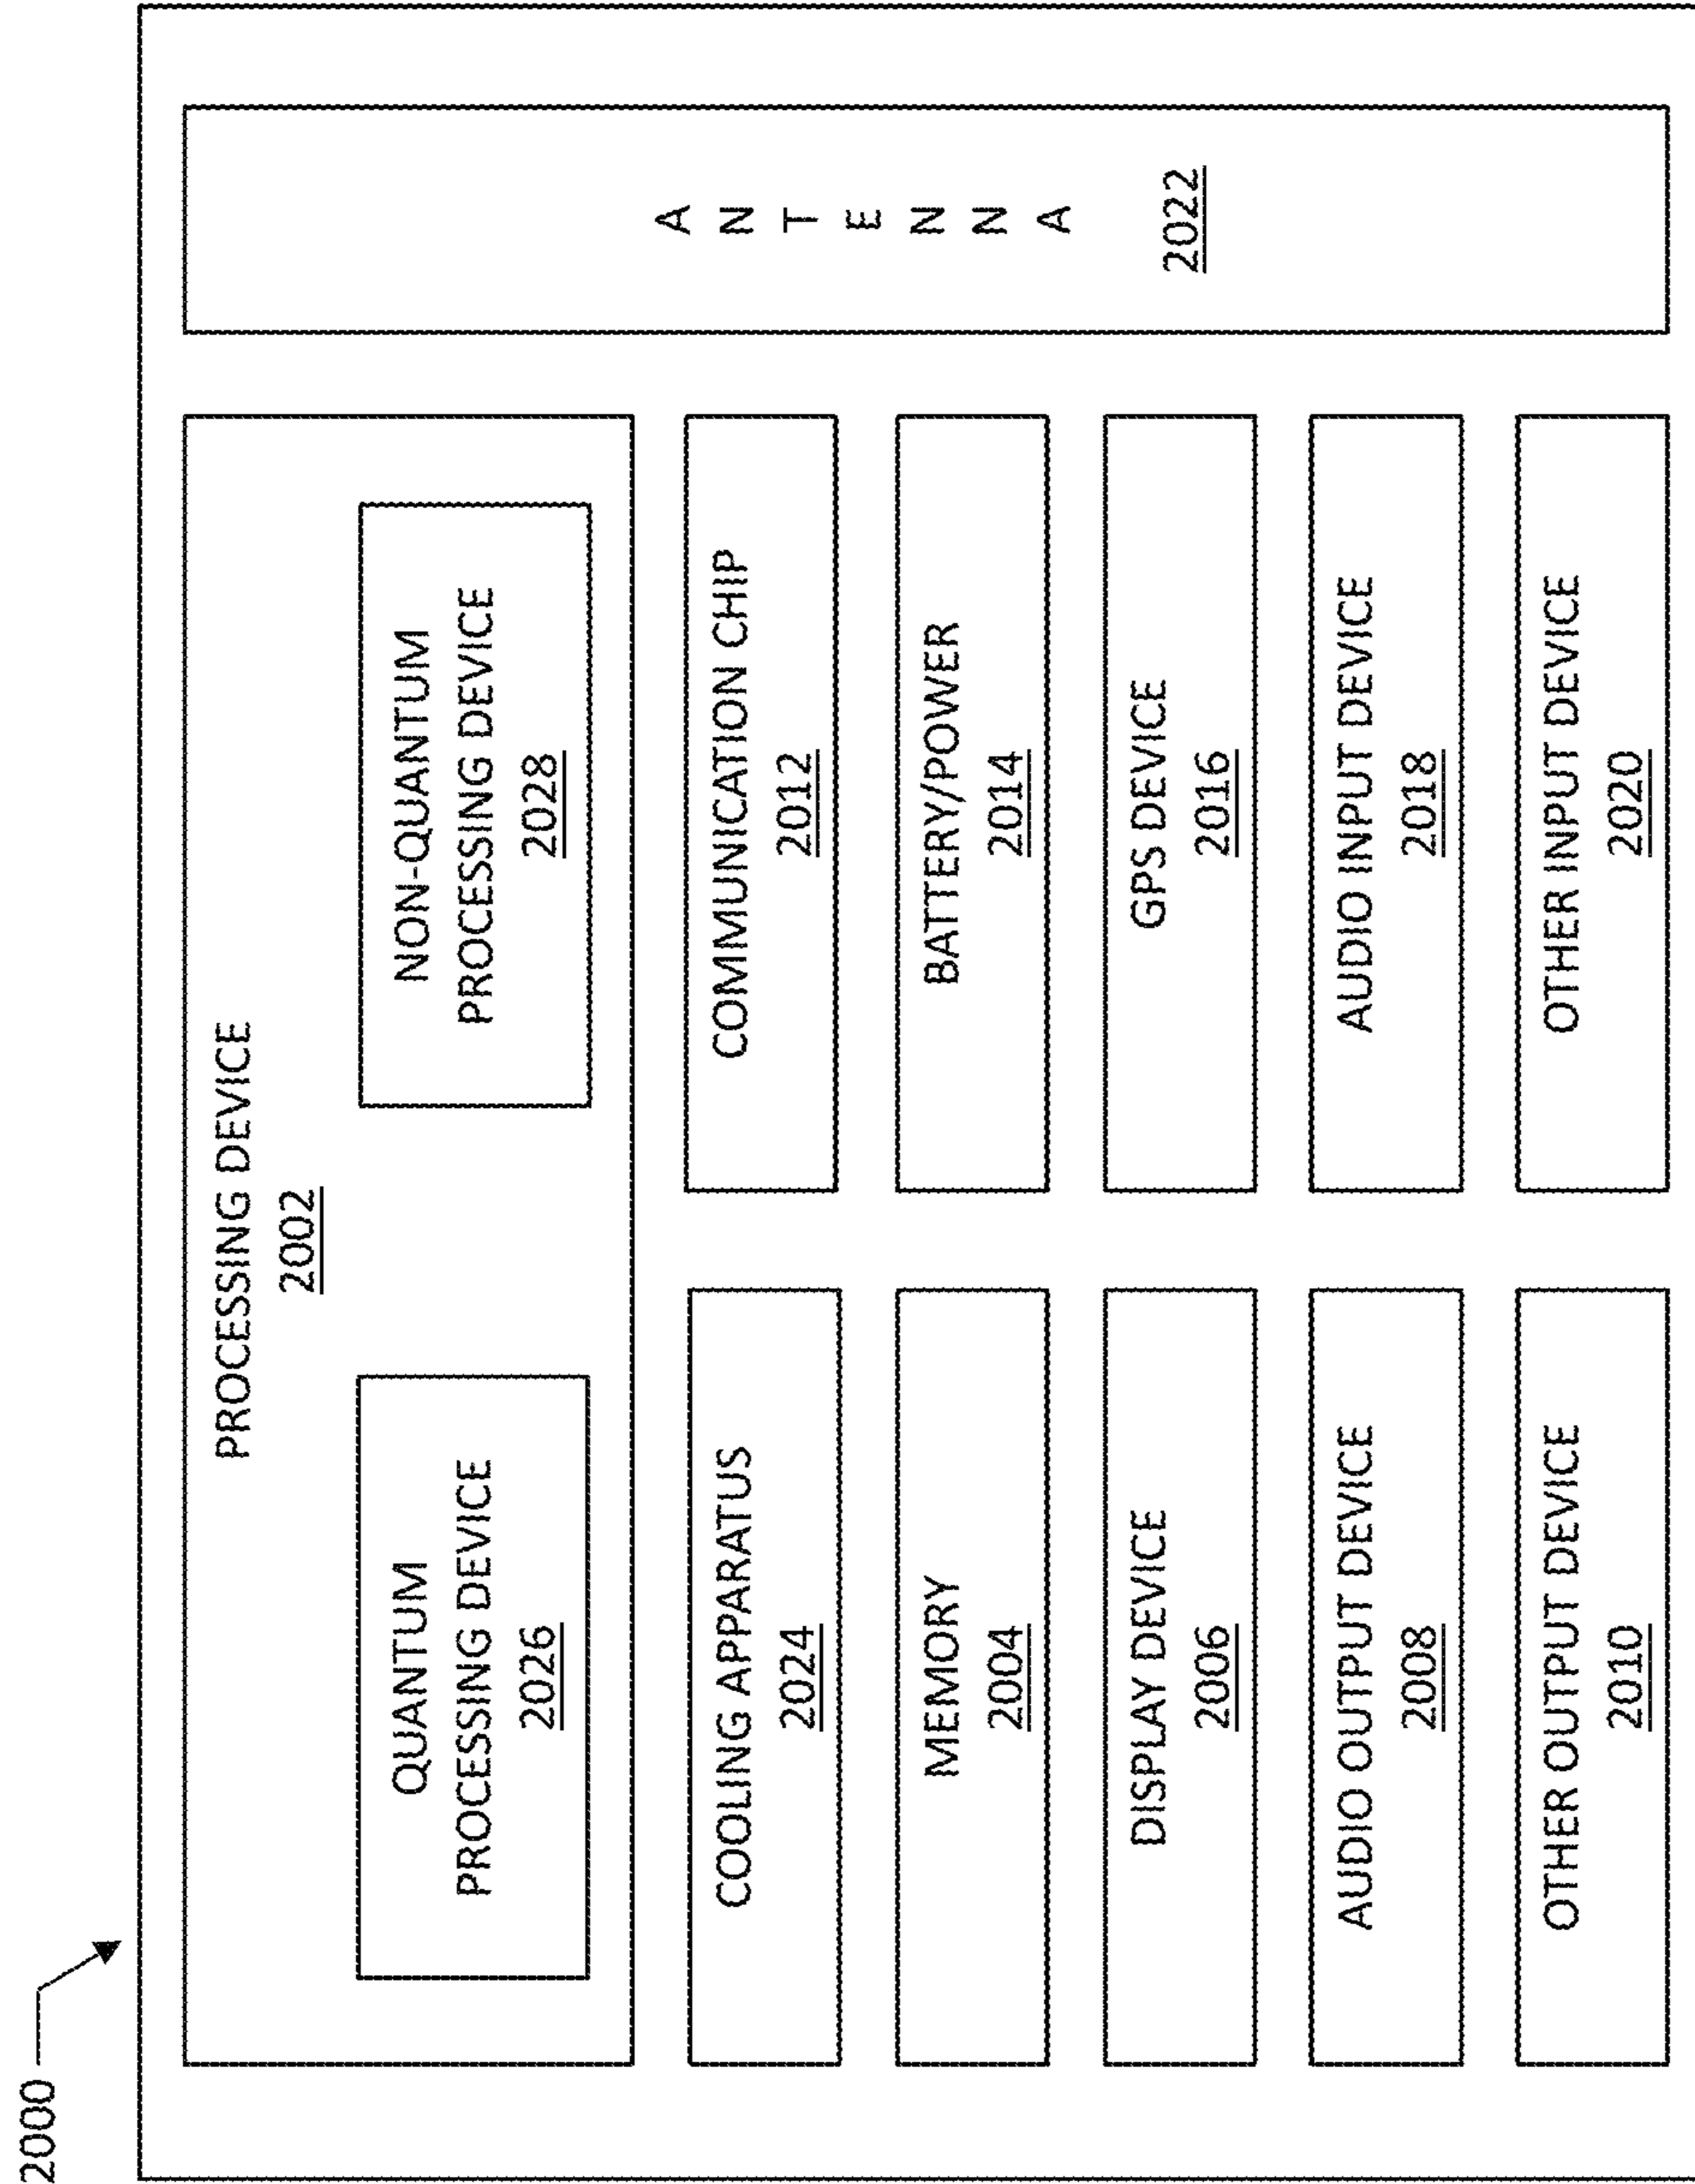 2000
PROCESSING DEVICE
2002
QUANTUM
PROCESSING DEVICE
2026
NON-QUANTUM
PROCESSING DEVICE
2028
COOLING APPARATUS
2024
COMMUNICATION CHIP
2012
MEMORY
2004
BATTERY/POWER
2014
DISPLAY DEVICE
2006
GPS DEVICE
2016
AUDIO OUTPUT DEVICE
2008
AUDIO INPUT DEVICE
2018
OTHER OUTPUT DEVICE
2010
OTHER INPUT DEVICE
2020
ANTENNA
2022